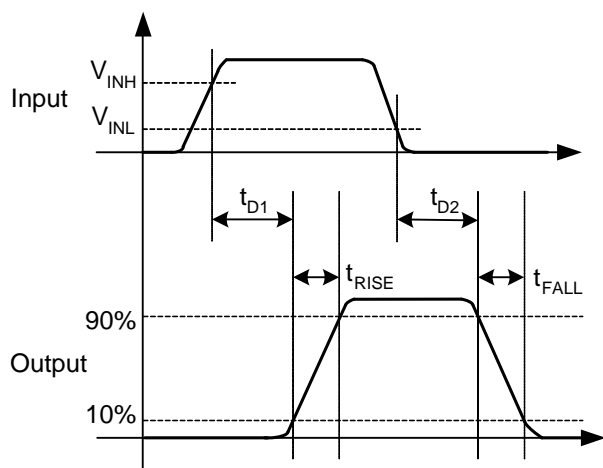 V_INH
Input
V_INL
t_D1
t_D2
t_RISE
t_FALL
90%
Output
10%